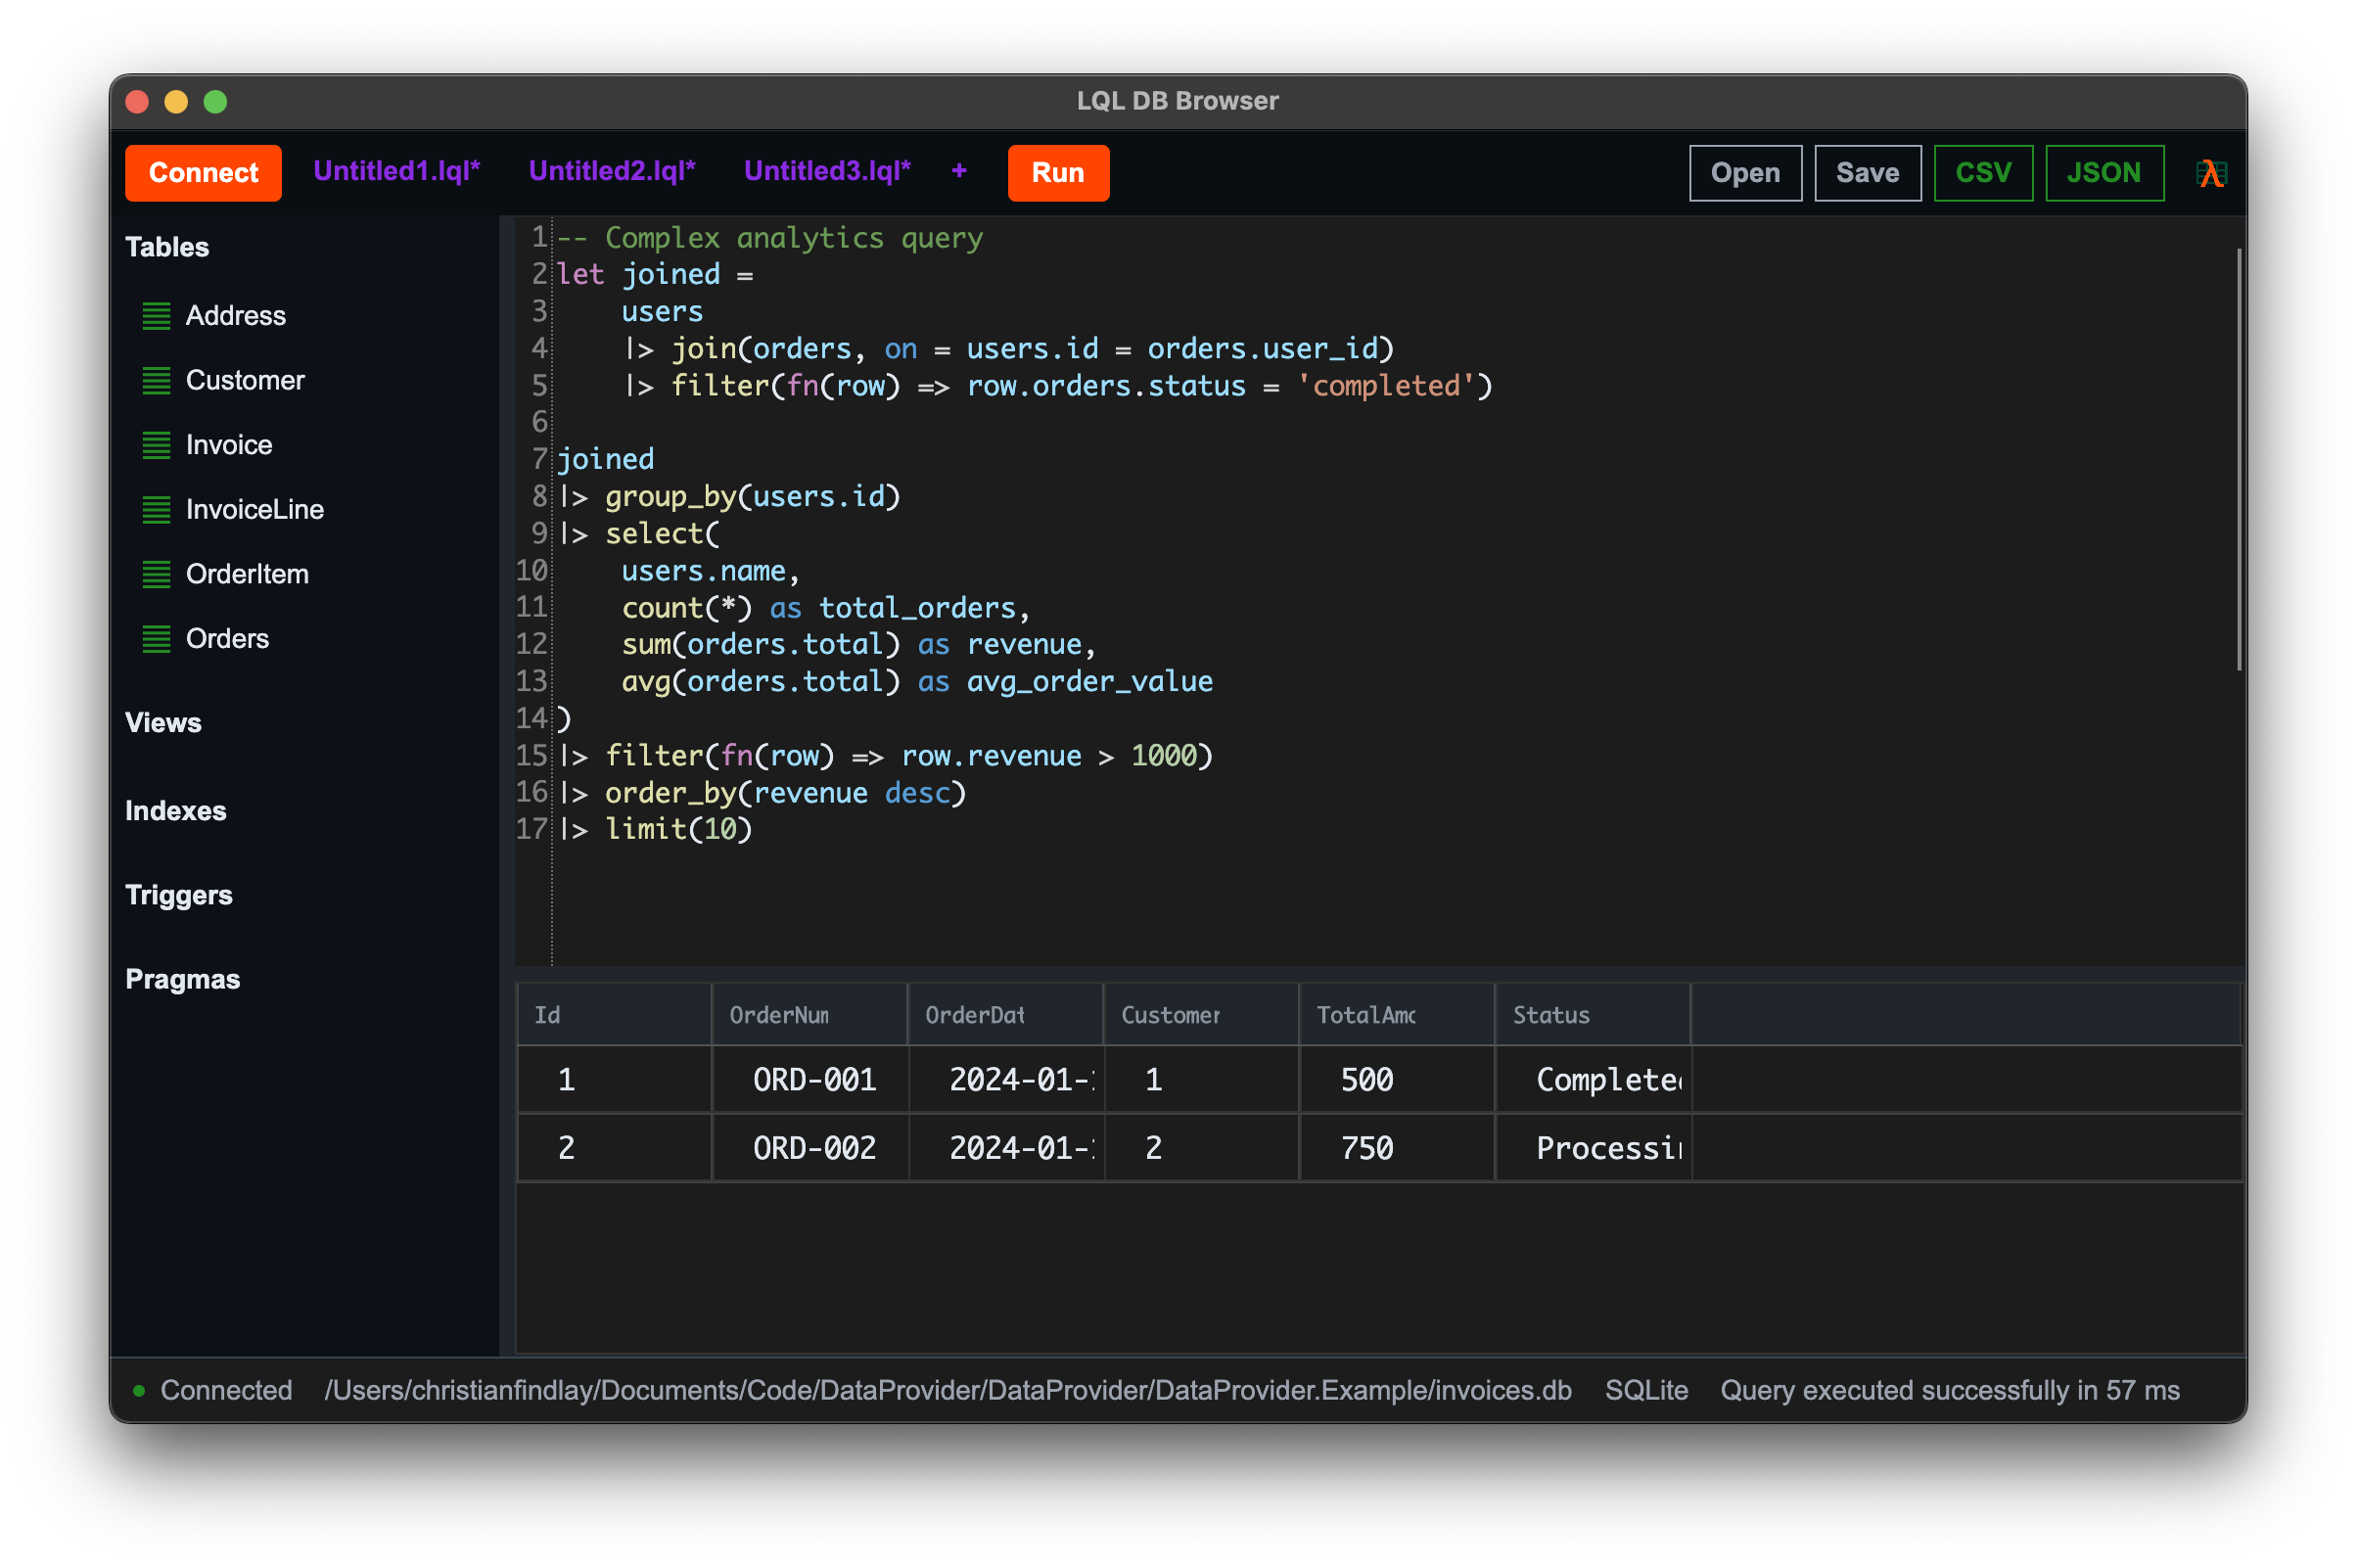 LQL DB Browser
Connect Untitled1.lql* Untitled2.lql* Untitled3.lql* + Run Open Save CSV JSON
Tables
Address
Customer
Invoice
InvoiceLine
OrderItem
Orders
Views
Indexes
Triggers
Pragmas
1 -- Complex analytics query
2 let joined =
3     users
4     |> join(orders, on = users.id = orders.user_id)
5     |> filter(fn(row) => row.orders.status = 'completed')
6
7 joined
8 |> group_by(users.id)
9 |> select(
10     users.name,
11     count(*) as total_orders,
12     sum(orders.total) as revenue,
13     avg(orders.total) as avg_order_value
14 )
15 |> filter(fn(row) => row.revenue > 1000)
16 |> order_by(revenue desc)
17 |> limit(10)
Id OrderNum OrderDat Customer TotalAmo Status
1 ORD-001 2024-01- 1 500 Complete
2 ORD-002 2024-01- 2 750 Processi
Connected /Users/christianfindlay/Documents/Code/DataProvider/DataProvider/DataProvider.Example/invoices.db SQLite Query executed successfully in 57 ms